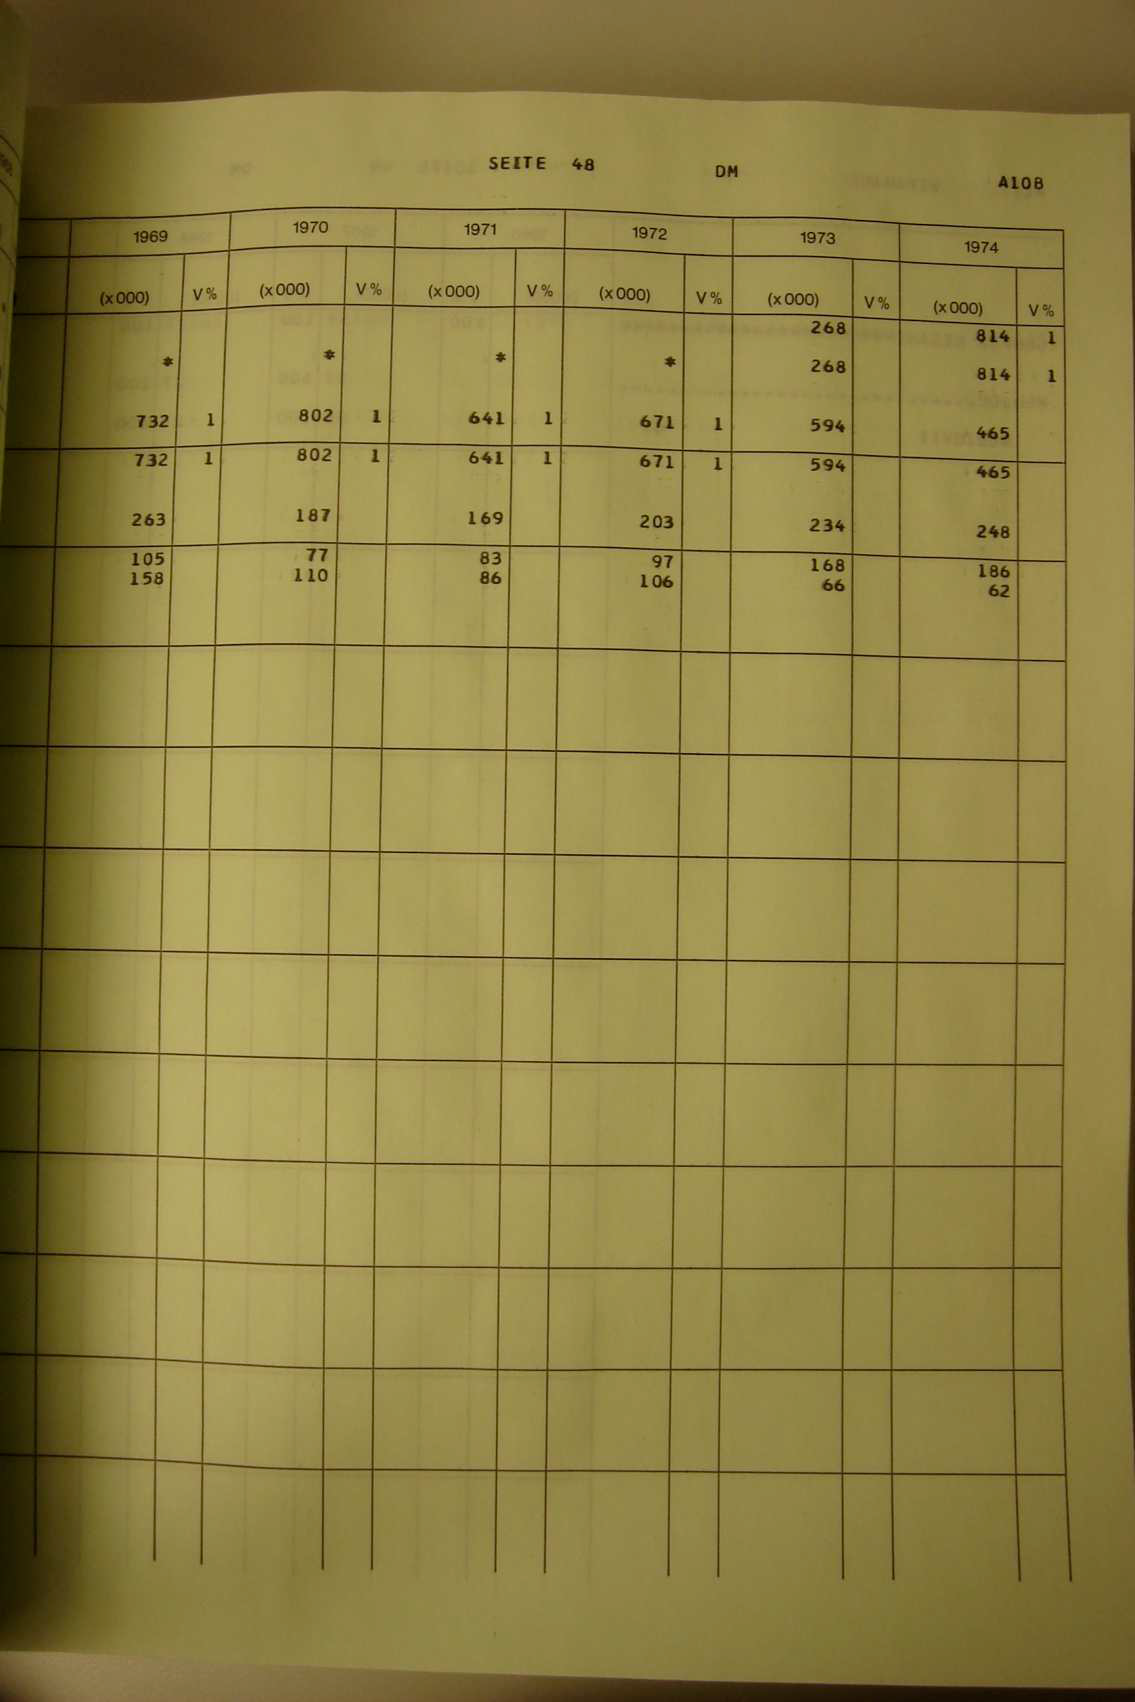 SEITE 48 DM A10B
1969 1970 1971 1972 1973 1974
(x000) V% (x000) V% (x000) V% (x000) V% (x000) V% (x000) V%
268 814 1
* * * * 268 814 1
732 1 802 1 641 1 671 1 594 465
732 1 802 1 641 1 671 1 594 465
263 187 169 203 234 248
105 77 83 97 168 186
158 110 86 106 66 62